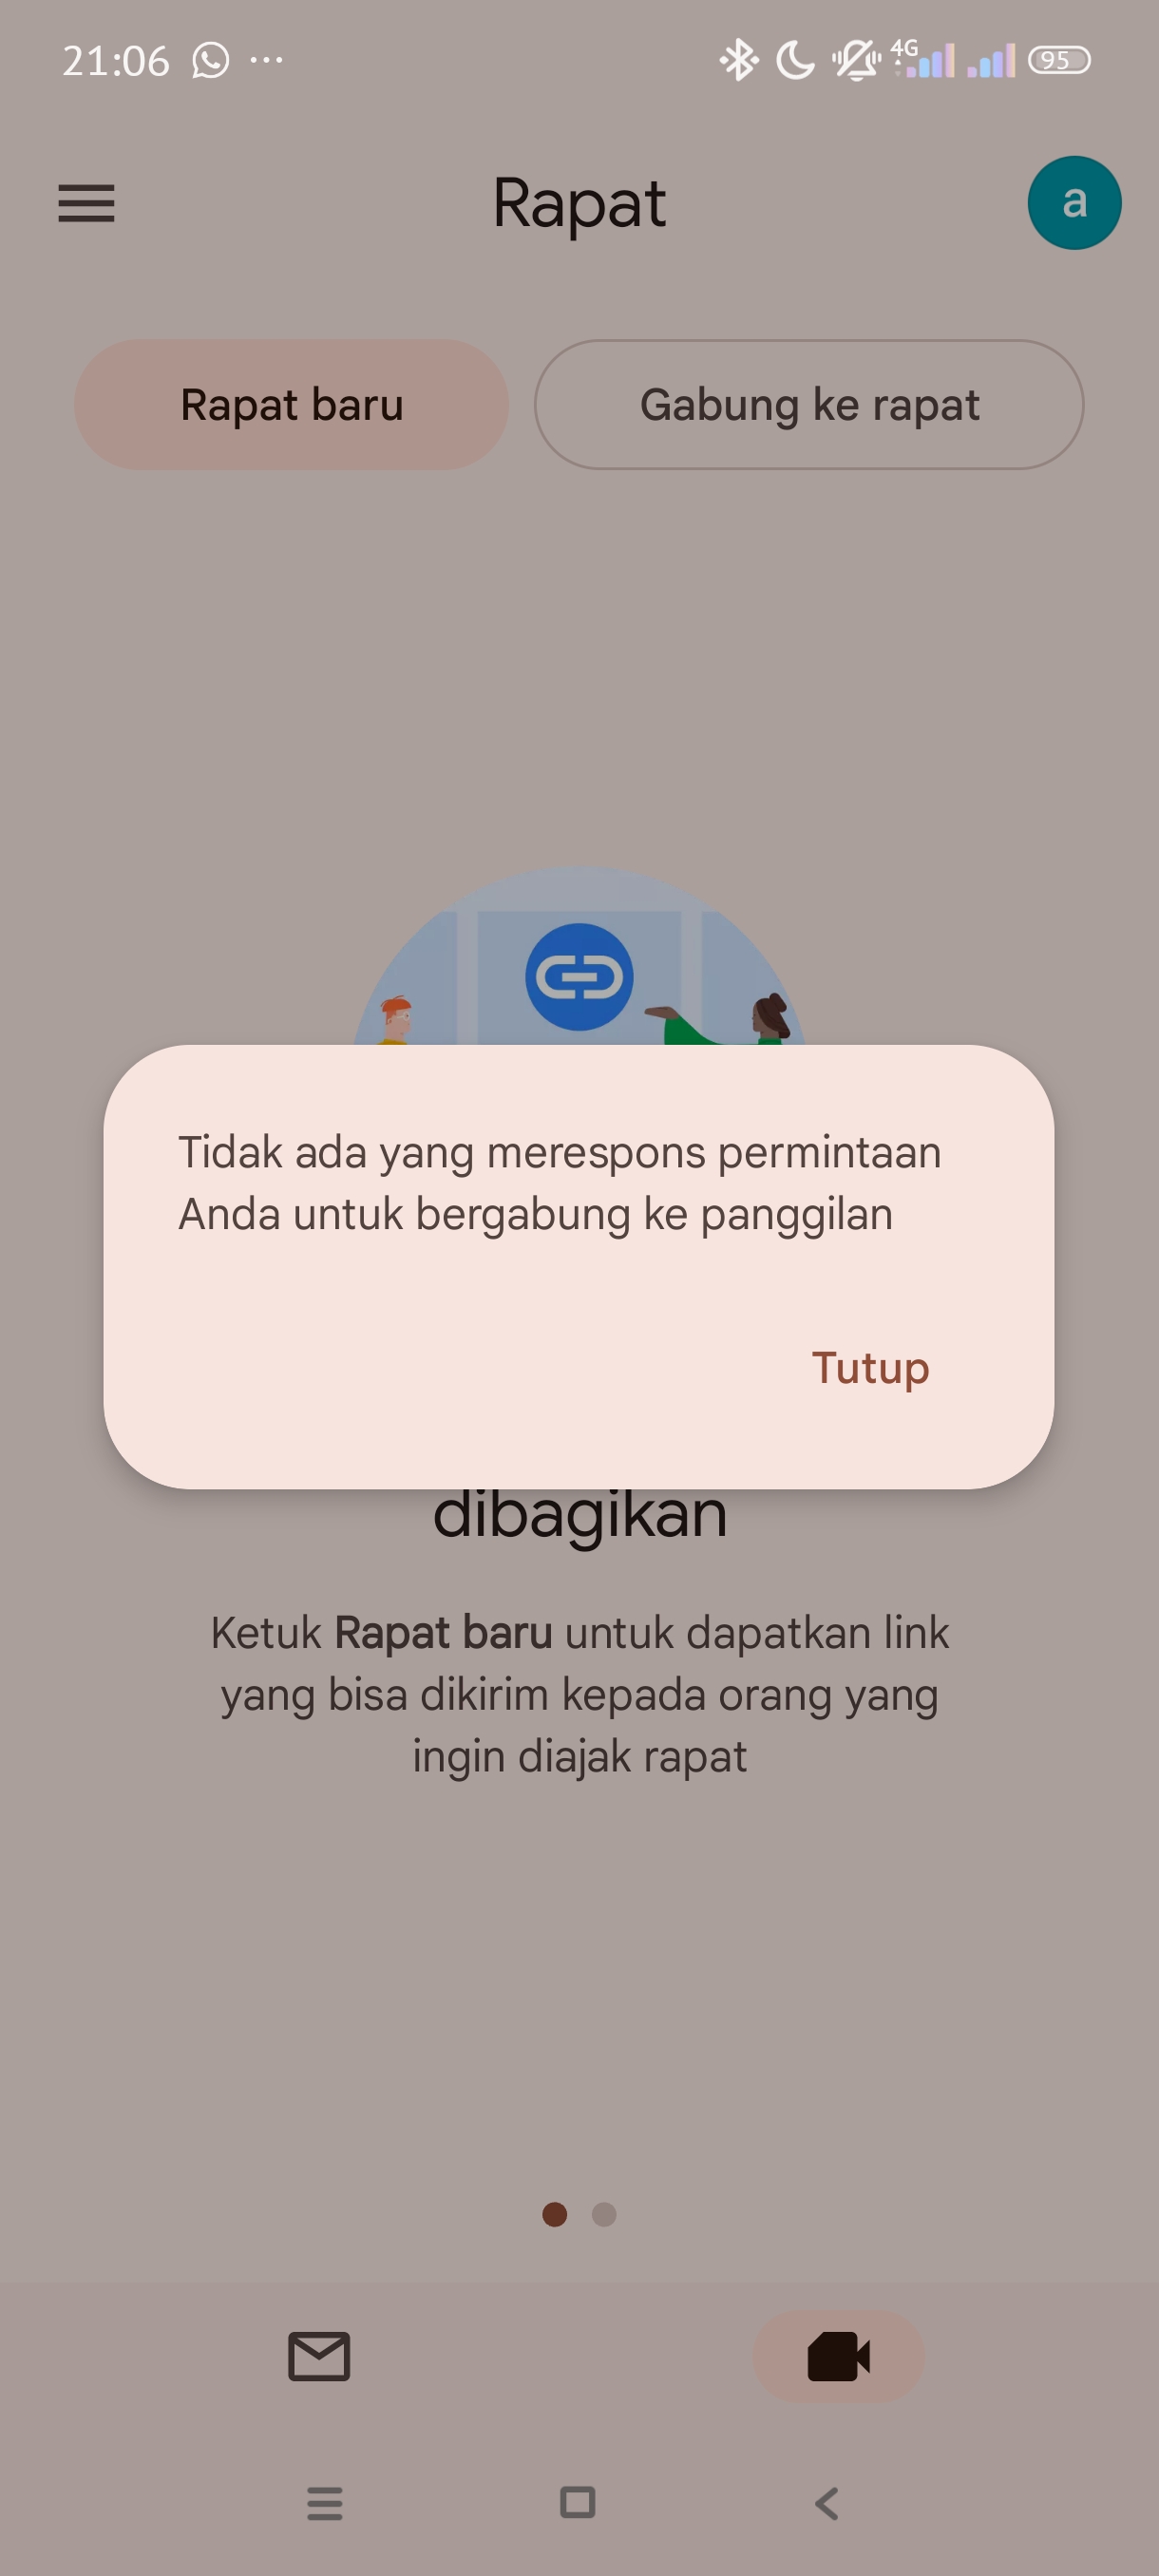 21:06
4G
95
Rapat
a
Rapat baru
Gabung ke rapat
Tidak ada yang merespons permintaan
Anda untuk bergabung ke panggilan
Tutup
dibagikan
Ketuk Rapat baru untuk dapatkan link
yang bisa dikirim kepada orang yang
ingin diajak rapat